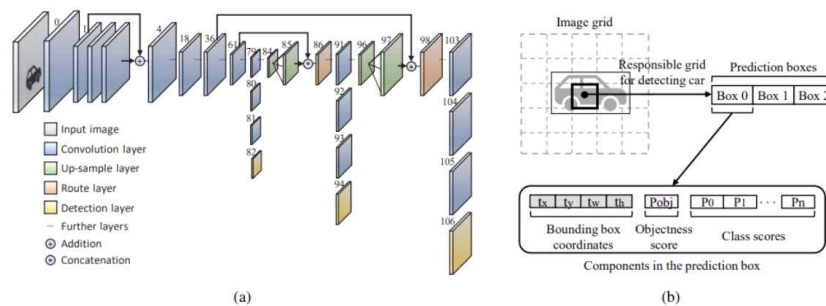 0
1
4
18
36
61
79
84
85
86
91
96
97
98
103
80
81
82
92
93
94
104
105
106
Input image
Convolution layer
Up-sample layer
Route layer
Detection layer
Further layers
Addition
Concatenation
(a)
Image grid
Responsible grid
for detecting car
Prediction boxes
Box 0 Box 1 Box 2
tx ty tw th Pobj P0 P1 · · · Pn
Bounding box
coordinates
Objectness
score
Class scores
Components in the prediction box
(b)